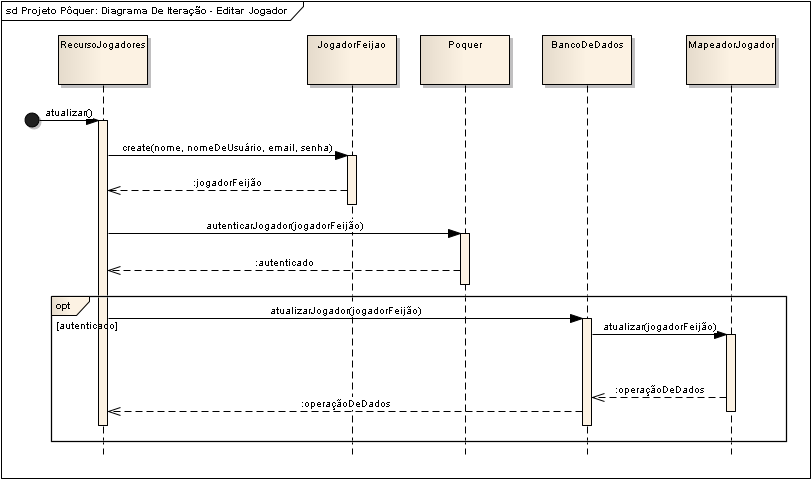 sd Projeto Pôquer: Diagrama De Iteração - Editar Jogador
RecursoJogadores
JogadorFeijao
Poquer
BancoDeDados
MapeadorJogador
atualizar()
create(nome, nomeDeUsuário, email, senha)
:jogadorFeijão
autenticarJogador(jogadorFeijão)
:autenticado
opt
atualizarJogador(jogadorFeijão)
[autenticado]
atualizar(jogadorFeijão)
:operaçãoDeDados
:operaçãoDeDados